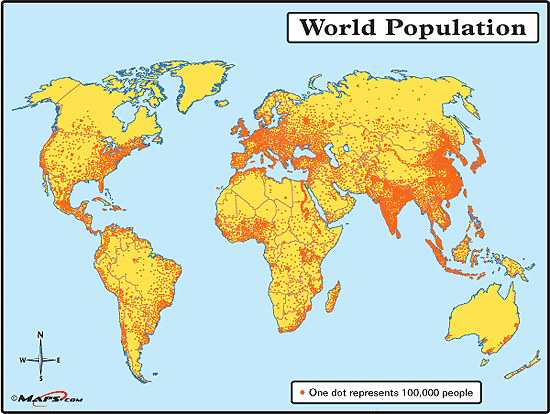 World Population
N
W E
S
©MAPS.COM
One dot represents 100,000 people